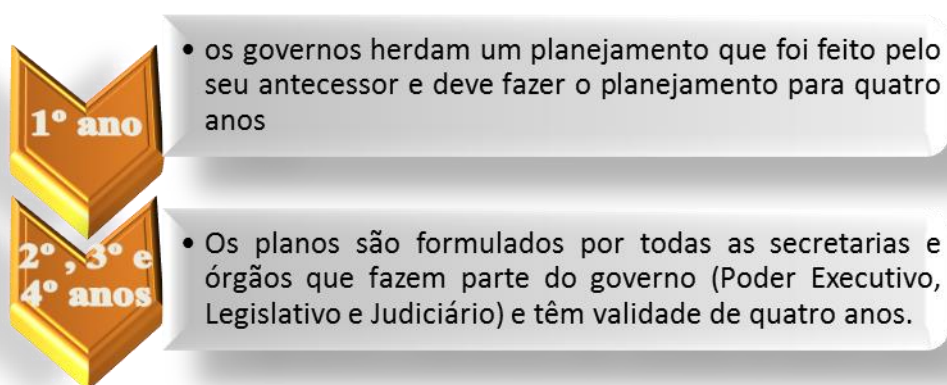 1º ano
• os governos herdam um planejamento que foi feito pelo
seu antecessor e deve fazer o planejamento para quatro
anos
2º , 3º e
4º anos
• Os planos são formulados por todas as secretarias e
órgãos que fazem parte do governo (Poder Executivo,
Legislativo e Judiciário) e têm validade de quatro anos.